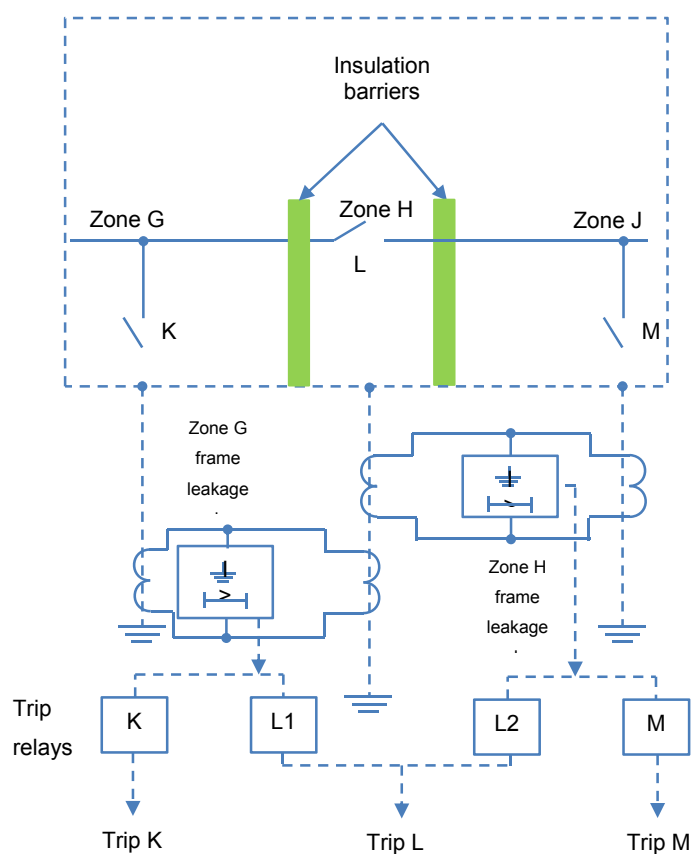 Insulation
barriers
Zone G
Zone H
Zone J
L
K
M
Zone G
frame
leakage
.
I
>
I
>
Zone H
frame
leakage
.
Trip
relays
K
L1
L2
M
Trip K
Trip L
Trip M